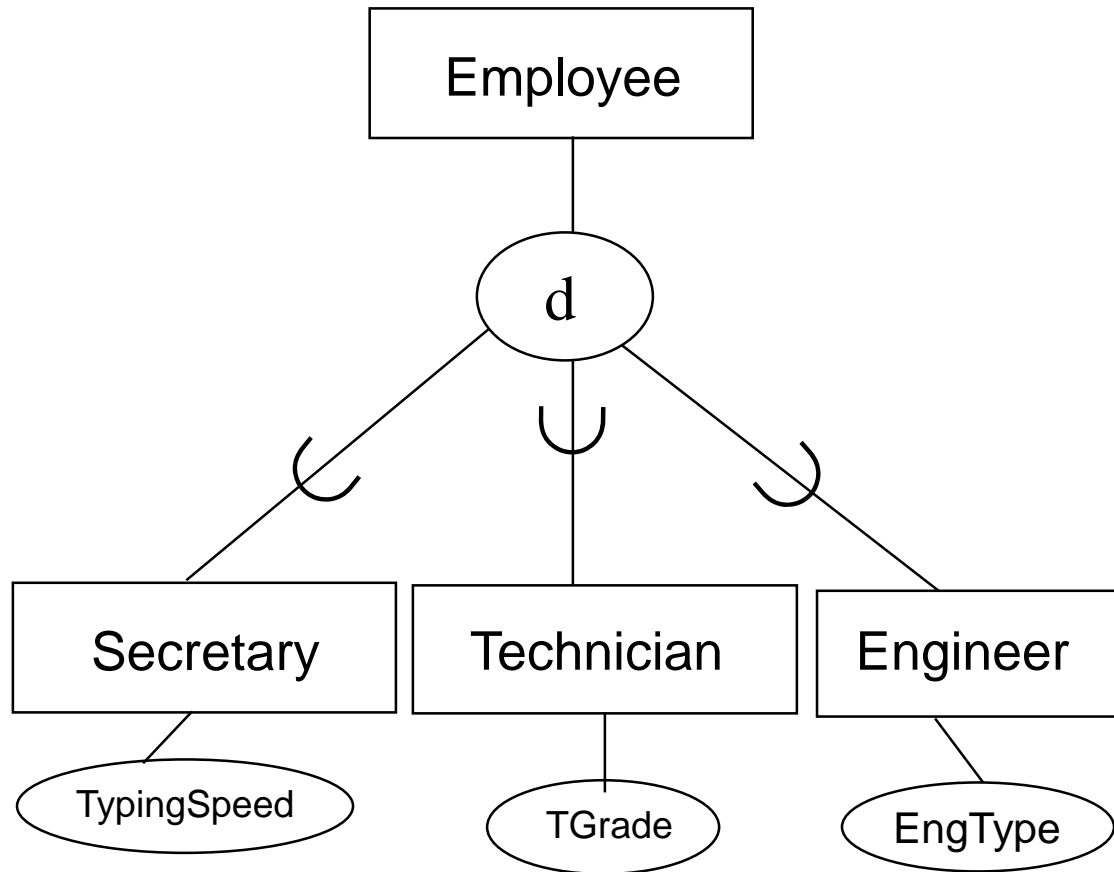 Employee
d
Secretary
Technician
Engineer
TypingSpeed
TGrade
EngType